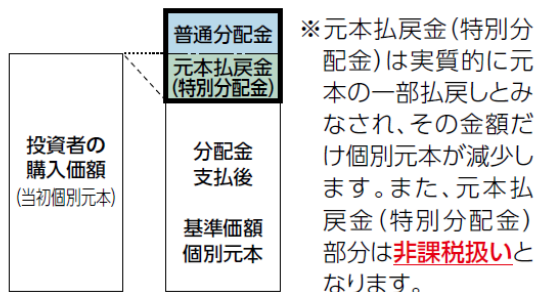 普通分配金
元本払戻金
(特別分配金)
投資者の
購入価額
(当初個別元本)
分配金
支払後
基準価額
個別元本
※元本払戻金(特別分
配金)は実質的に元
本の一部払戻しとみ
なされ、その金額だ
け個別元本が減少し
ます。また、元本払
戻金(特別分配金)
部分は非課税扱いと
なります。